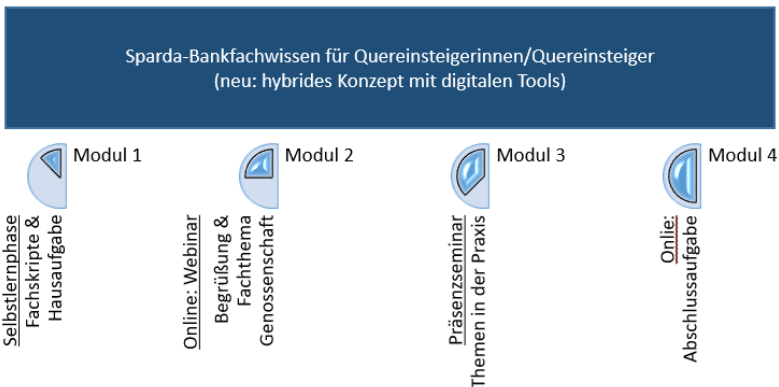 Sparda-Bankfachwissen für Quereinsteigerinnen/Quereinsteiger
(neu: hybrides Konzept mit digitalen Tools)
Modul 1
Selbstlernphase
Fachskripte &
Hausaufgabe
Modul 2
Online: Webinar
Begrüßung &
Fachthema
Genossenschaft
Modul 3
Präsenzseminar
Themen in der Praxis
Modul 4
Onlie:
Abschlussaufgabe